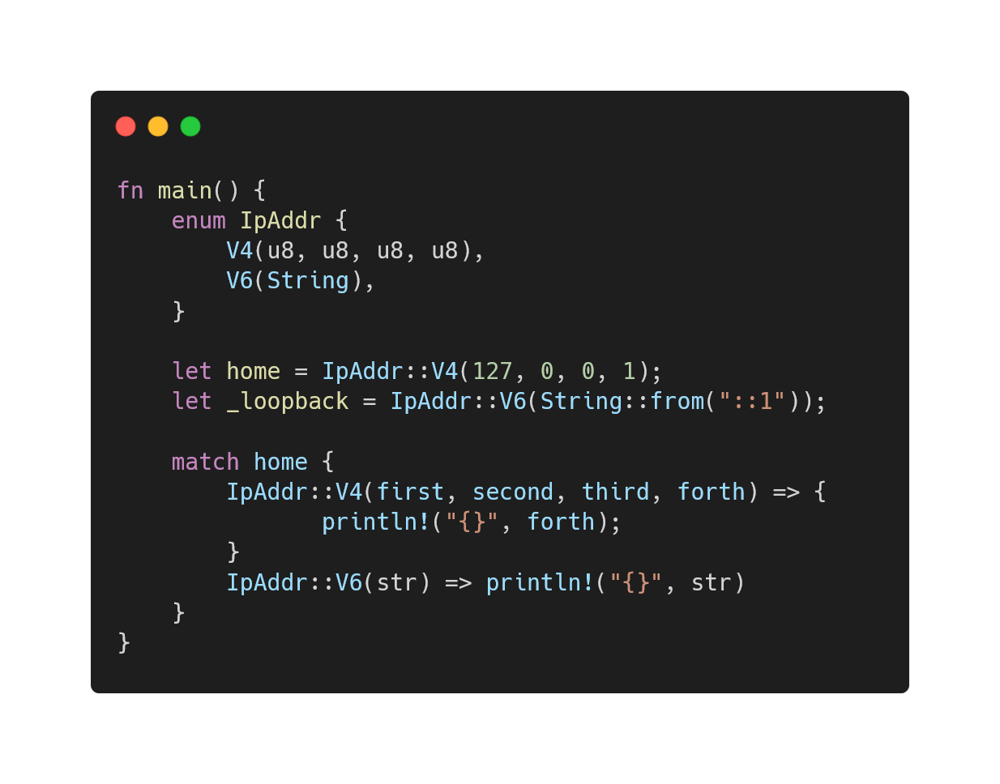 fn main() {
    enum IpAddr {
        V4(u8, u8, u8, u8),
        V6(String),
    }

    let home = IpAddr::V4(127, 0, 0, 1);
    let _loopback = IpAddr::V6(String::from("::1"));

    match home {
        IpAddr::V4(first, second, third, forth) => {
               println!("{}", forth);
        }
        IpAddr::V6(str) => println!("{}", str)
    }
}